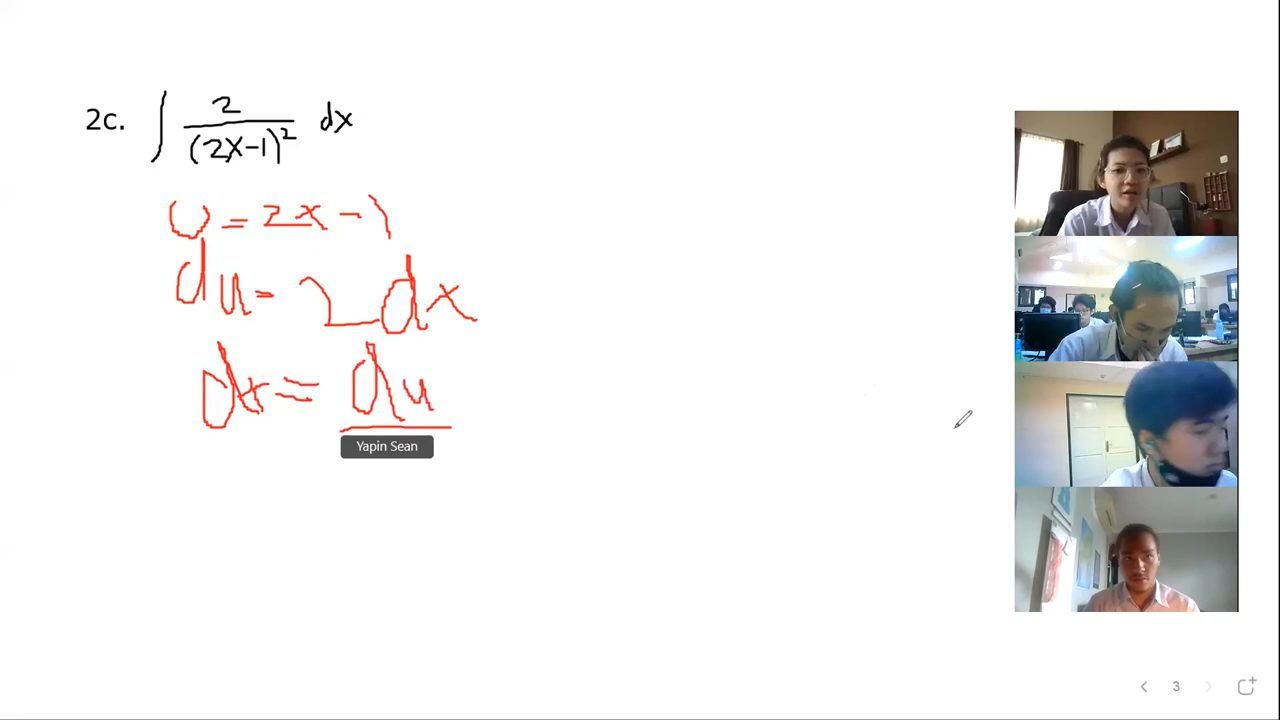 2c. ∫ 2/(2x-1)² dx
u = 2x - 1
du = 2 dx
dx = du
Yapin Sean
3